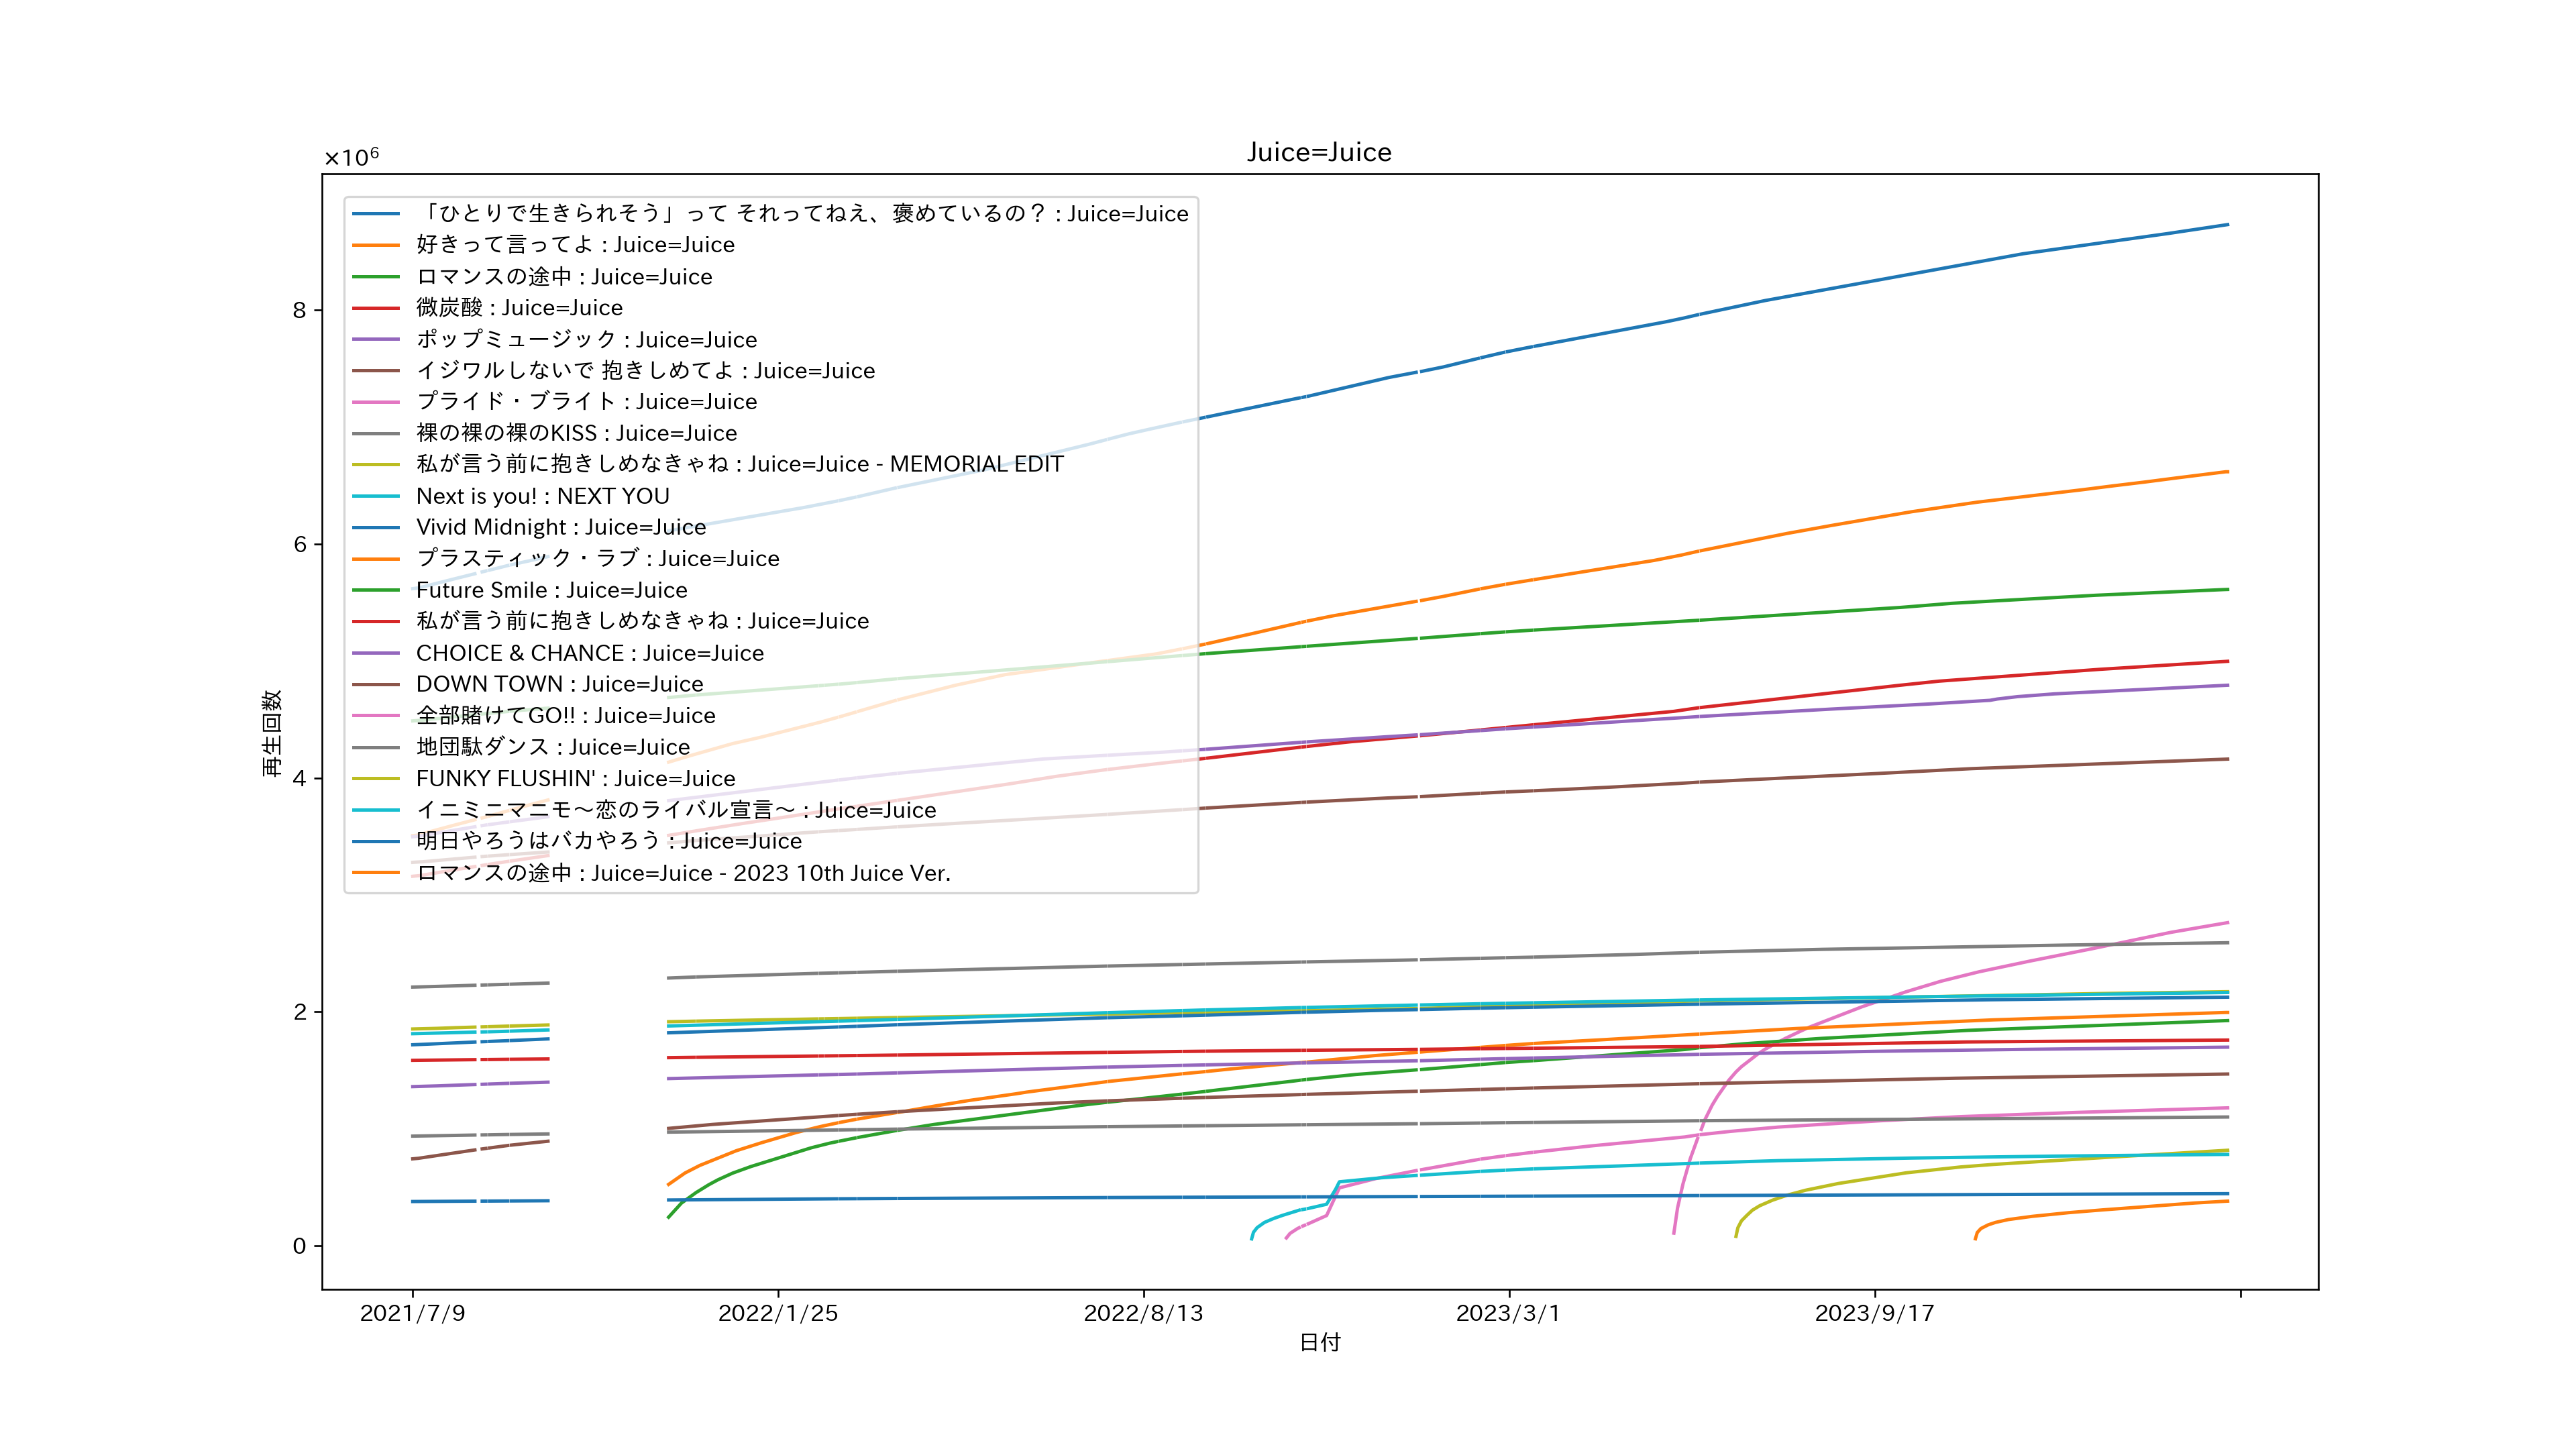 Juice=Juice
×10⁶
「ひとりで生きられそう」って それってねえ、褒めているの？ : Juice=Juice
好きって言ってよ : Juice=Juice
ロマンスの途中 : Juice=Juice
微炭酸 : Juice=Juice
ポップミュージック : Juice=Juice
イジワルしないで 抱きしめてよ : Juice=Juice
プライド・ブライト : Juice=Juice
裸の裸の裸のKISS : Juice=Juice
私が言う前に抱きしめなきゃね : Juice=Juice - MEMORIAL EDIT
Next is you! : NEXT YOU
Vivid Midnight : Juice=Juice
プラスティック・ラブ : Juice=Juice
Future Smile : Juice=Juice
私が言う前に抱きしめなきゃね : Juice=Juice
CHOICE & CHANCE : Juice=Juice
DOWN TOWN : Juice=Juice
全部賭けてGO!! : Juice=Juice
地団駄ダンス : Juice=Juice
FUNKY FLUSHIN' : Juice=Juice
イニミニマニモ～恋のライバル宣言～ : Juice=Juice
明日やろうはバカやろう : Juice=Juice
ロマンスの途中 : Juice=Juice - 2023 10th Juice Ver.
8
6
4
2
0
再生回数
2021/7/9
2022/1/25
2022/8/13
2023/3/1
2023/9/17
日付